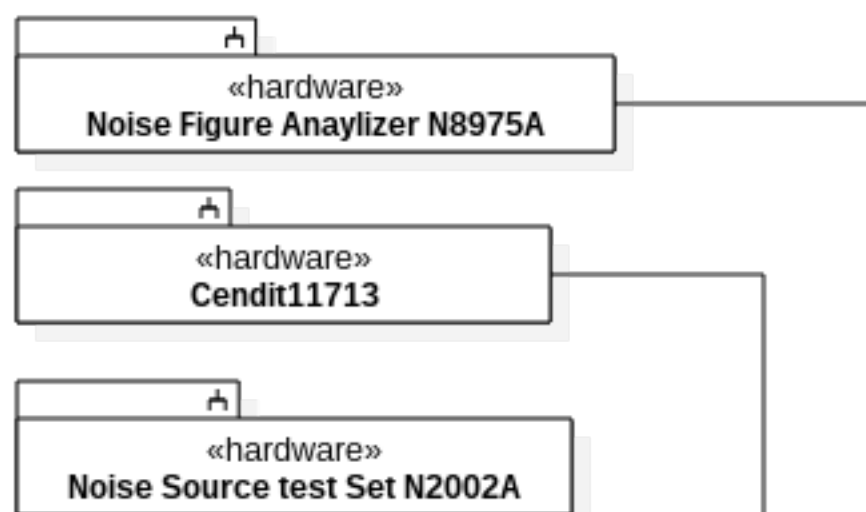 «hardware»
Noise Figure Anaylizer N8975A
«hardware»
Cendit11713
«hardware»
Noise Source test Set N2002A